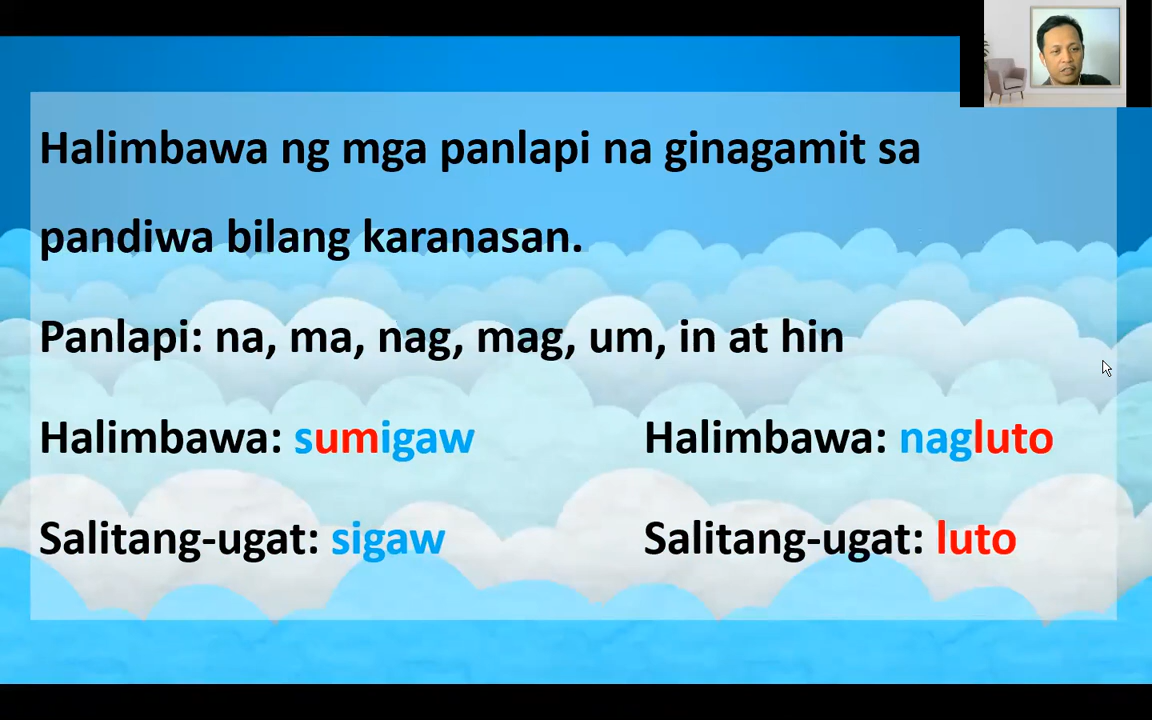 Halimbawa ng mga panlapi na ginagamit sa
pandiwa bilang karanasan.
Panlapi: na, ma, nag, mag, um, in at hin
Halimbawa: sumigaw
Halimbawa: nagluto
Salitang-ugat: sigaw
Salitang-ugat: luto